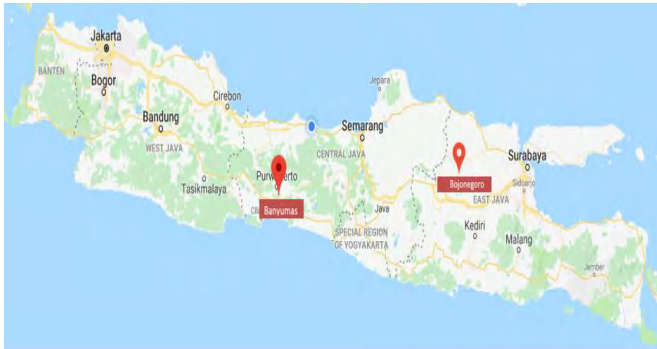 Jakarta
BANTEN
Bogor
Jepara
Cirebon
Bandung
Semarang
WEST JAVA
CENTRAL JAVA
Surabaya
Tasikmalaya
Bojonegoro
Sidoarjo
Banyumas
Java
EAST JAVA
SPECIAL REGION
OF YOGYAKARTA
Kediri
Malang
Jember